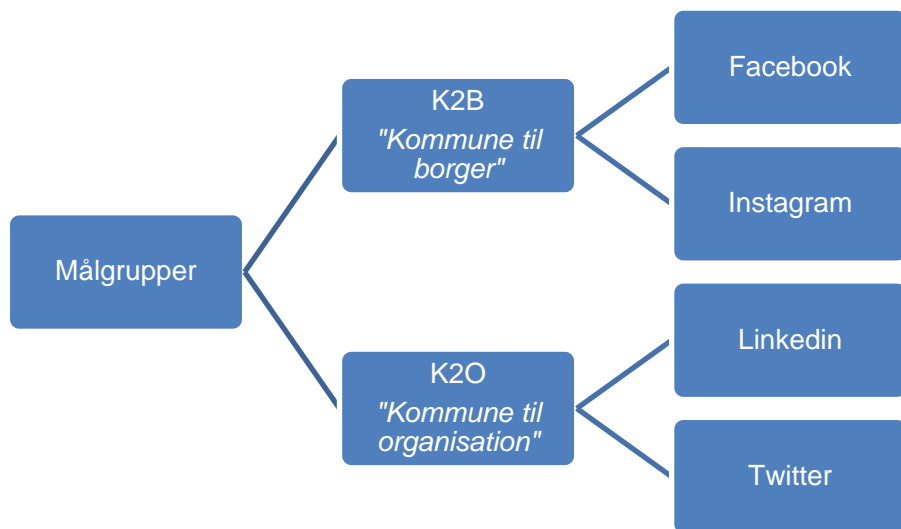 Målgrupper
K2B
"Kommune til
borger"
Facebook
Instagram
K2O
"Kommune til
organisation"
Linkedin
Twitter